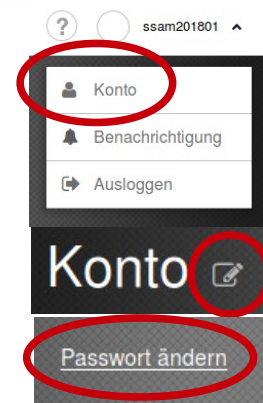 ? ssam201801
Konto
Benachrichtigung
Ausloggen
Konto
Passwort ändern